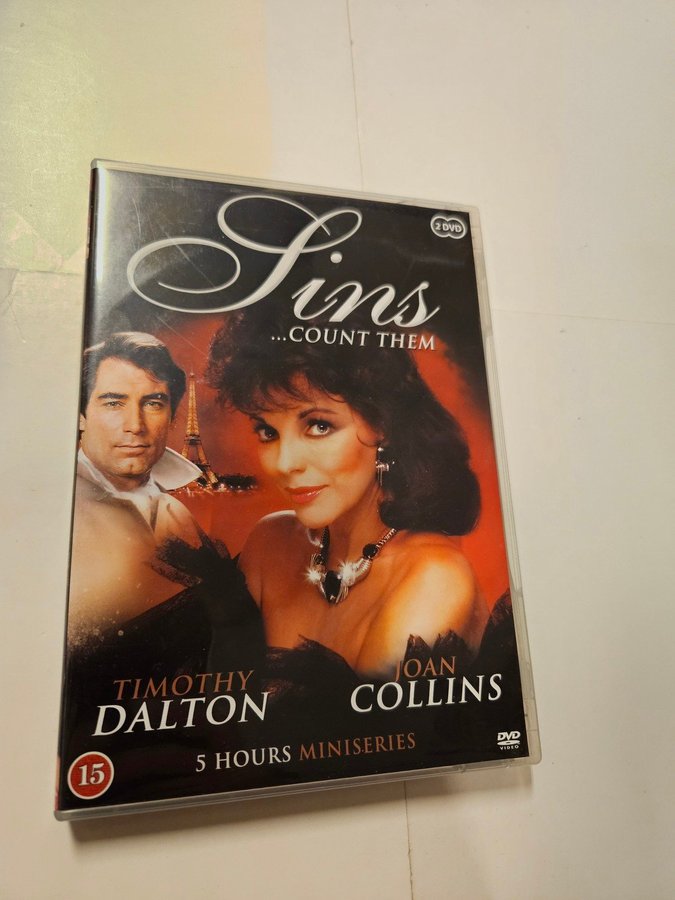 2 DVD
Sins
...COUNT THEM
TIMOTHY
DALTON
JOAN
COLLINS
5 HOURS MINISERIES
15
DVD
VIDEO